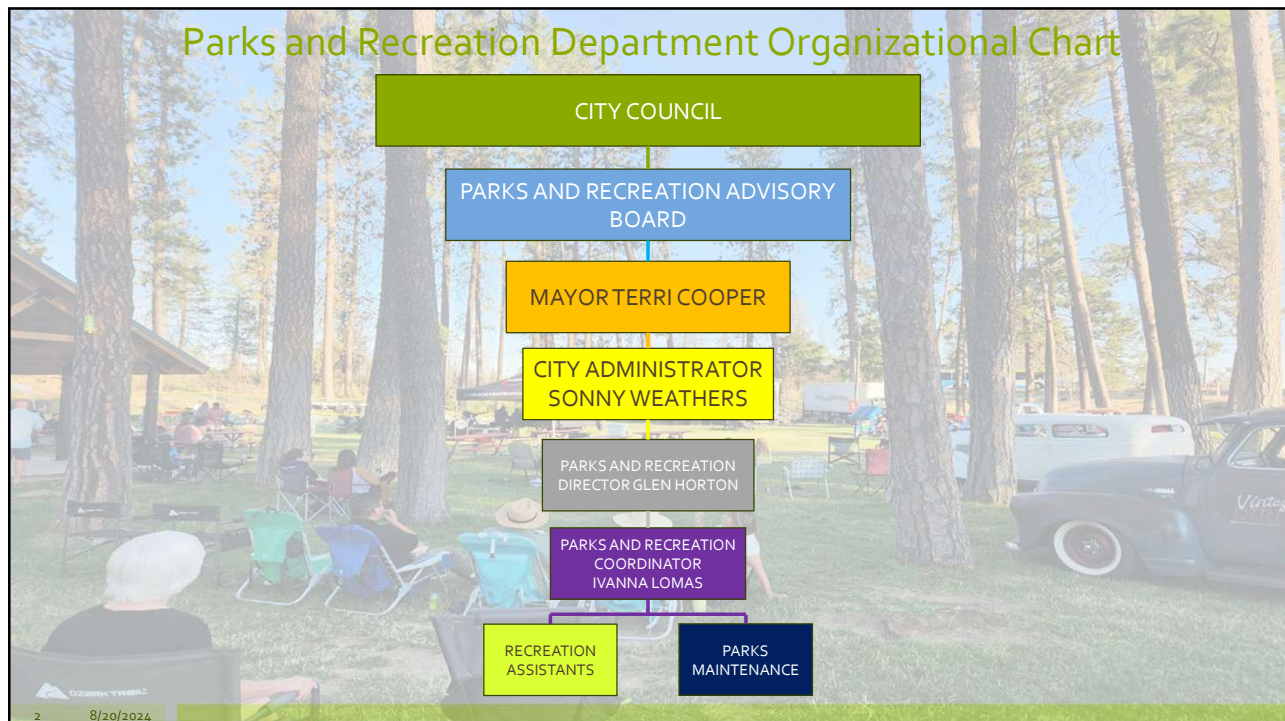 Parks and Recreation Department Organizational Chart
CITY COUNCIL
PARKS AND RECREATION ADVISORY
BOARD
MAYOR TERRI COOPER
CITY ADMINISTRATOR
SONNY WEATHERS
PARKS AND RECREATION
DIRECTOR GLEN HORTON
PARKS AND RECREATION
COORDINATOR
IVANNA LOMAS
RECREATION
ASSISTANTS
PARKS
MAINTENANCE
OZARK TRAIL
2 8/20/2024